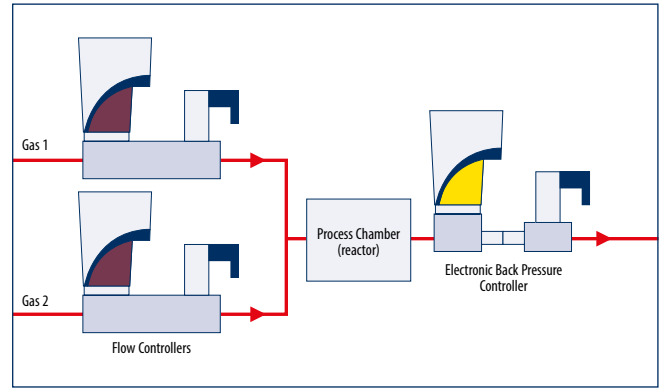 Gas 1
Gas 2
Flow Controllers
Process Chamber
(reactor)
Electronic Back Pressure
Controller